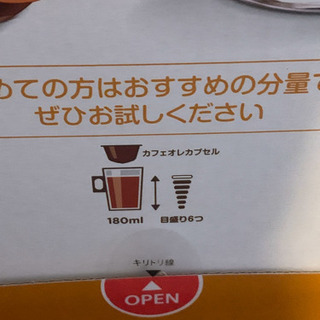 めての方はおすすめの分量で
ぜひお試しください
カフェオレカプセル
180ml
目盛り6つ
キリトリ線
OPEN